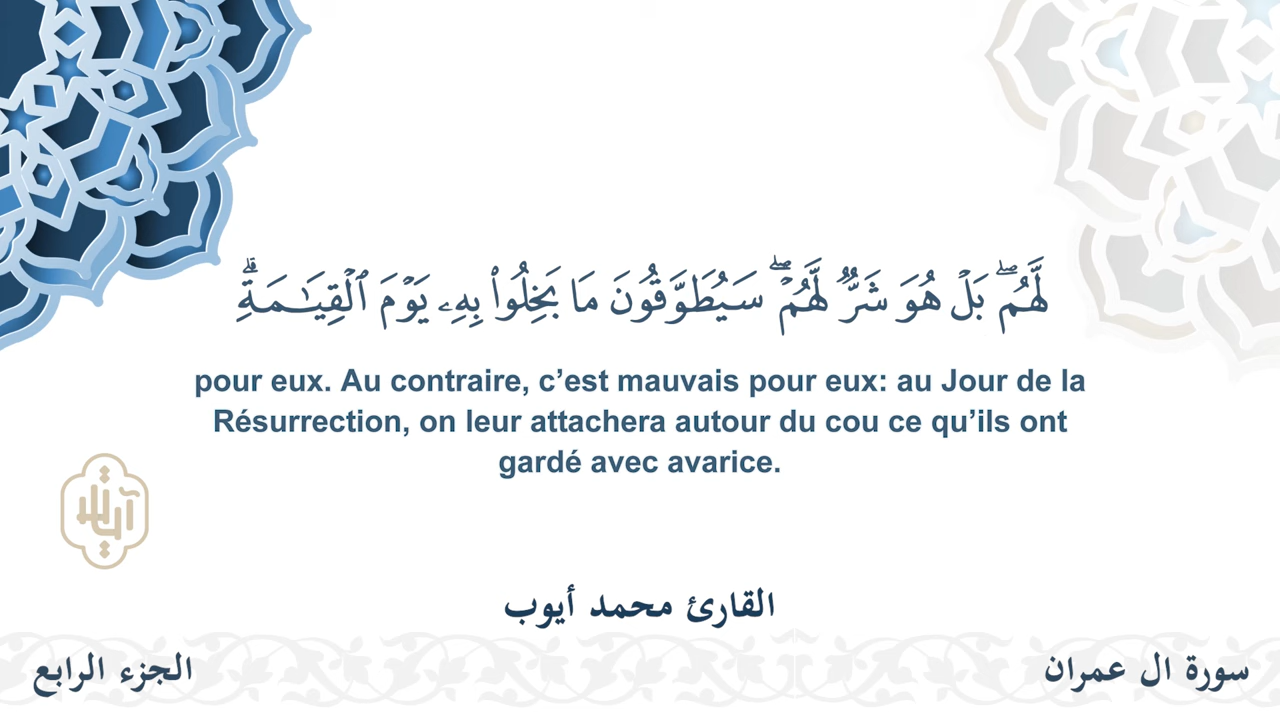 لَّهُمۖ بَلۡ هُوَ شَرّٞ لَّهُمۡۖ سَيُطَوَّقُونَ مَا بَخِلُواْ بِهِۦ يَوۡمَ ٱلۡقِيَٰمَةِۗ
pour eux. Au contraire, c’est mauvais pour eux: au Jour de la
Résurrection, on leur attachera autour du cou ce qu’ils ont
gardé avec avarice.
القارئ محمد أيوب
سورة ال عمران
الجزء الرابع